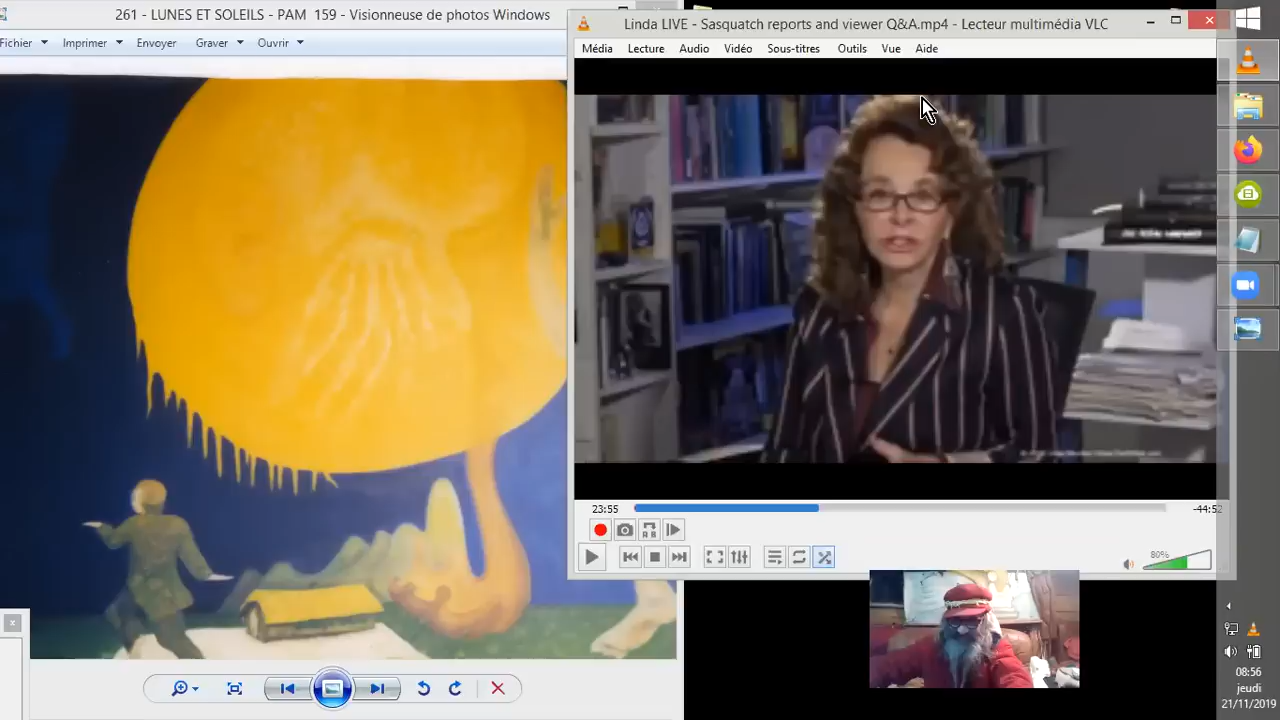 261 - LUNES ET SOLEILS - PAM 159 - Visionneuse de photos Windows
Fichier Imprimer Envoyer Graver Ouvrir
Linda LIVE - Sasquatch reports and viewer Q&A.mp4 - Lecteur multimédia VLC
Média Lecture Audio Vidéo Sous-titres Outils Vue Aide
23:55
-44:52
80%
08:56
jeudi
21/11/2019